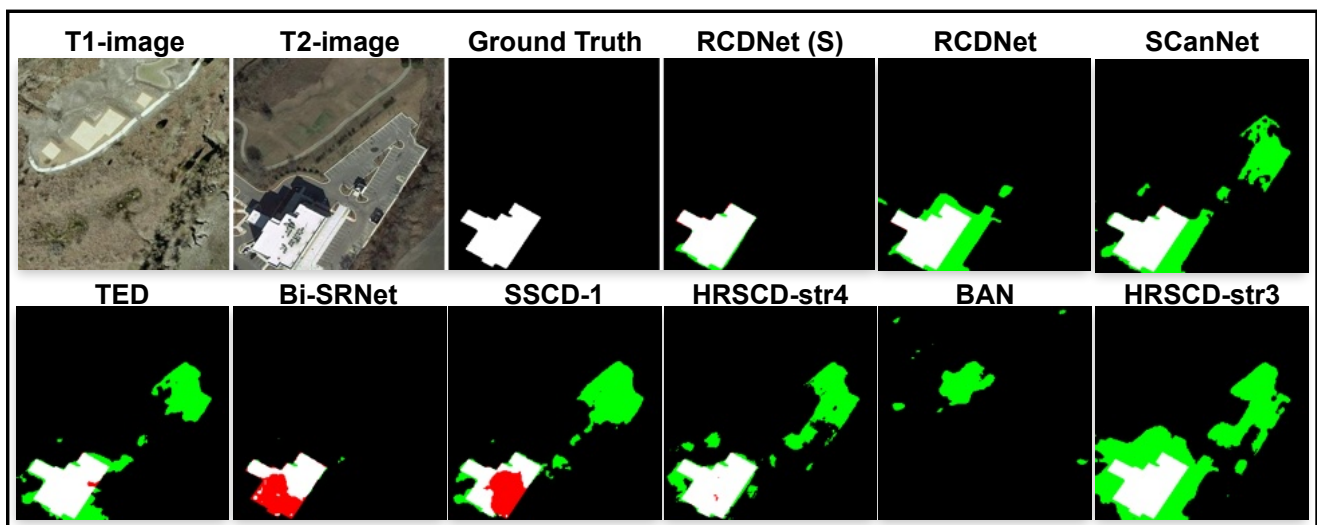 T1-image T2-image Ground Truth RCDNet (S) RCDNet SCanNet
TED Bi-SRNet SSCD-1 HRSCD-str4 BAN HRSCD-str3